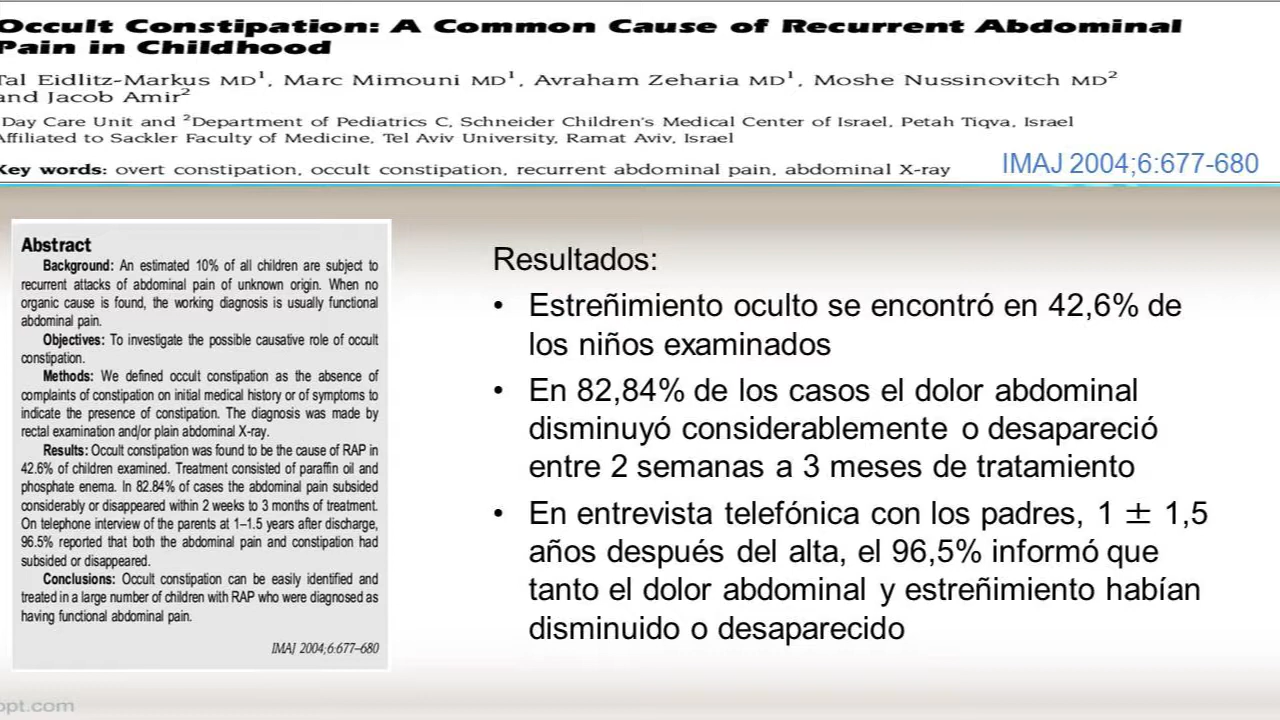 Occult Constipation: A Common Cause of Recurrent Abdominal
Pain in Childhood
Tal Eidlitz-Markus MD¹, Marc Mimouni MD¹, Avraham Zeharia MD¹, Moshe Nussinovitch MD²
and Jacob Amir²
Day Care Unit and ²Department of Pediatrics C, Schneider Children's Medical Center of Israel, Petah Tiqva, Israel
Affiliated to Sackler Faculty of Medicine, Tel Aviv University, Ramat Aviv, Israel
Key words: overt constipation, occult constipation, recurrent abdominal pain, abdominal X-ray
IMAJ 2004;6:677-680
Abstract
Background: An estimated 10% of all children are subject to
recurrent attacks of abdominal pain of unknown origin. When no
organic cause is found, the working diagnosis is usually functional
abdominal pain.
Objectives: To investigate the possible causative role of occult
constipation.
Methods: We defined occult constipation as the absence of
complaints of constipation on initial medical history or of symptoms to
indicate the presence of constipation. The diagnosis was made by
rectal examination and/or plain abdominal X-ray.
Results: Occult constipation was found to be the cause of RAP in
42.6% of children examined. Treatment consisted of paraffin oil and
phosphate enema. In 82.84% of cases the abdominal pain subsided
considerably or disappeared within 2 weeks to 3 months of treatment.
On telephone interview of the parents at 1–1.5 years after discharge,
96.5% reported that both the abdominal pain and constipation had
subsided or disappeared.
Conclusions: Occult constipation can be easily identified and
treated in a large number of children with RAP who were diagnosed as
having functional abdominal pain.
IMAJ 2004;6:677–680
Resultados:
• Estreñimiento oculto se encontró en 42,6% de
los niños examinados
• En 82,84% de los casos el dolor abdominal
disminuyó considerablemente o desapareció
entre 2 semanas a 3 meses de tratamiento
• En entrevista telefónica con los padres, 1 ± 1,5
años después del alta, el 96,5% informó que
tanto el dolor abdominal y estreñimiento habían
disminuido o desaparecido
opt.com